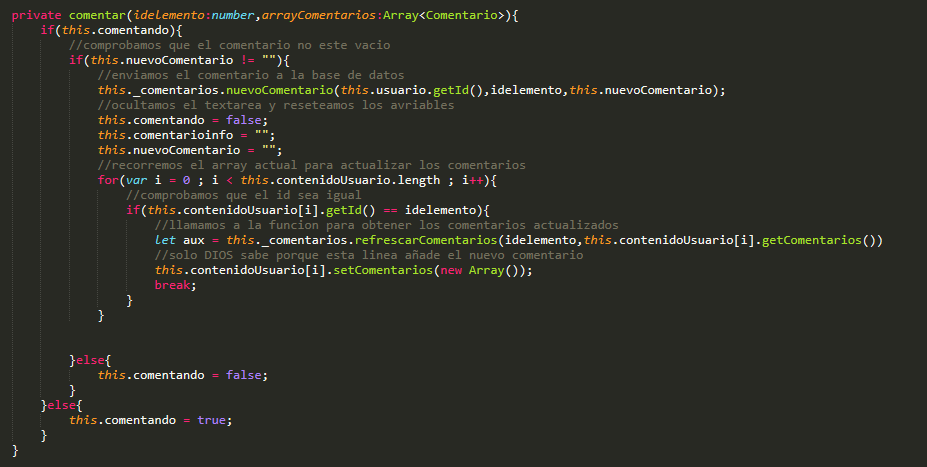 private comentar(idelemento:number,arrayComentarios:Array<Comentario>){
if(this.comentando){
//comprobamos que el comentario no este vacio
if(this.nuevoComentario != ""){
//enviamos el comentario a la base de datos
this._comentarios.nuevoComentario(this.usuario.getId(),idelemento,this.nuevoComentario);
//ocultamos el textarea y reseteamos los avriables
this.comentando = false;
this.comentarioinfo = "";
this.nuevoComentario = "";
//recorremos el array actual para actualizar los comentarios
for(var i = 0 ; i < this.contenidoUsuario.length ; i++){
//comprobamos que el id sea igual
if(this.contenidoUsuario[i].getId() == idelemento){
//llamamos a la funcion para obtener los comentarios actualizados
let aux = this._comentarios.refrescarComentarios(idelemento,this.contenidoUsuario[i].getComentarios())
//solo DIOS sabe porque esta linea añade el nuevo comentario
this.contenidoUsuario[i].setComentarios(new Array());
break;
}
}
}else{
this.comentando = false;
}
}else{
this.comentando = true;
}
}